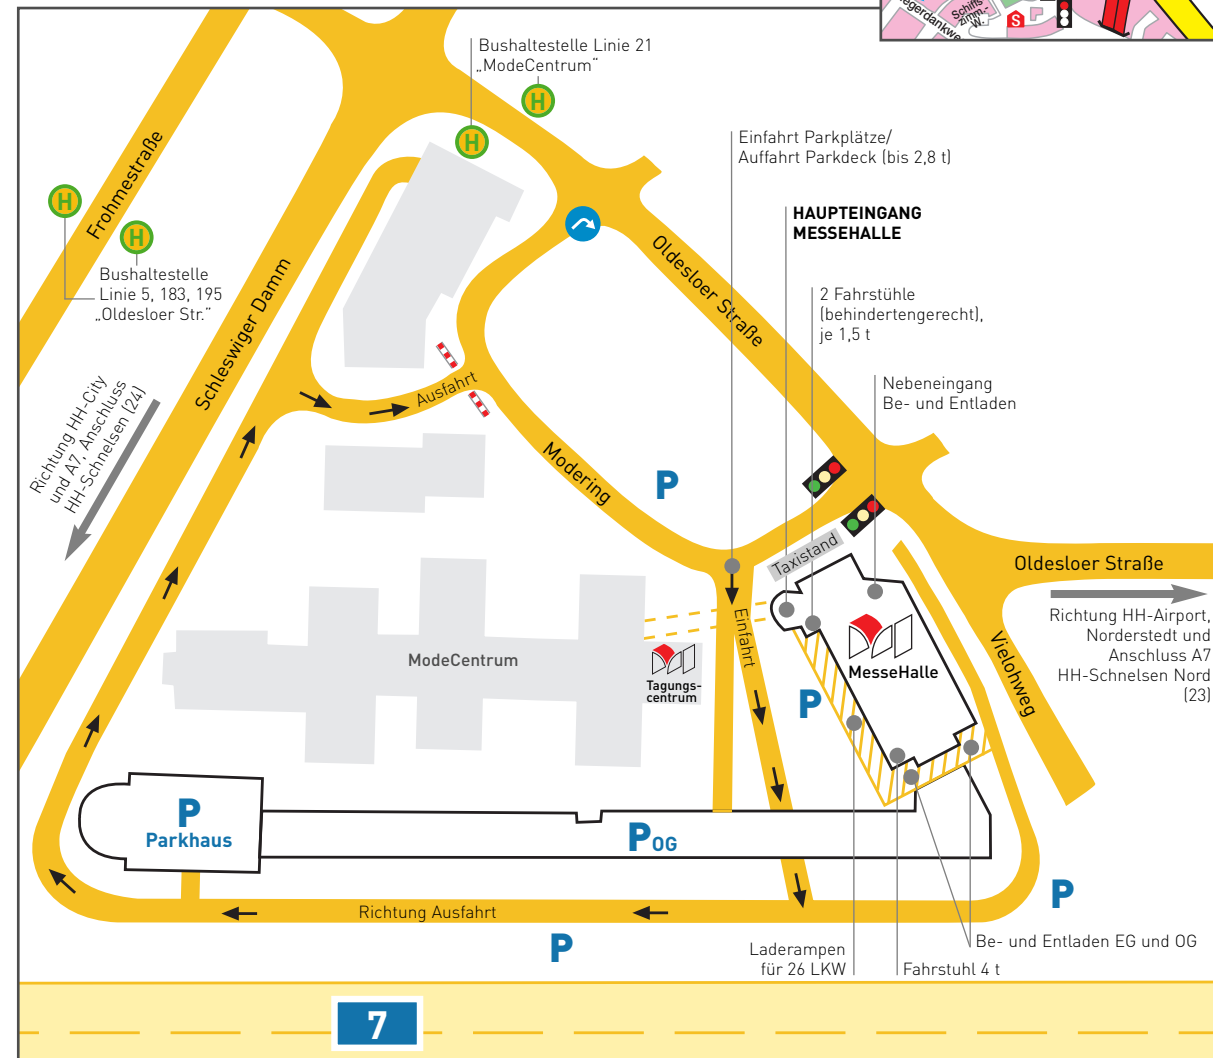 Schiffs
zimm.-
W.
S
Bushaltestelle Linie 21
„ModeCentrum“
H
H
Einfahrt Parkplätze/
Auffahrt Parkdeck (bis 2,8 t)
Frohmestraße
H
H
Bushaltestelle
Linie 5, 183, 195
„Oldesloer Str.”
HAUPTEINGANG
MESSEHALLE
Oldesloer Straße
2 Fahrstühle
(behindertengerecht),
je 1,5 t
Schleswiger Damm
Richtung HH-City
und A7, Anschluss
HH-Schnelsen (24)
Ausfahrt
Nebeneingang
Be- und Entladen
Modering
P
Taxistand
Oldesloer Straße
Richtung HH-Airport,
Norderstedt und
Anschluss A7
HH-Schnelsen Nord
(23)
Einfahrt
Vielohweg
ModeCentrum
Tagungs-
centrum
MesseHalle
P
P
Parkhaus
P OG
P
Richtung Ausfahrt
P
Laderampen
für 26 LKW
Fahrstuhl 4 t
Be- und Entladen EG und OG
7